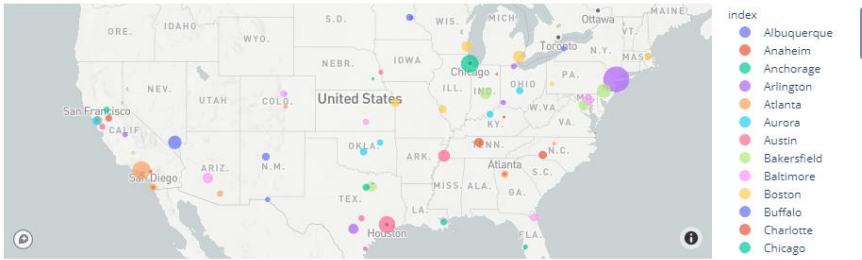 MAINE
ORE.
IDAHO
WYO.
S.D.
WIS.
MICH
Ottawa
VT.
Toronto
N.Y.
MASS
NEBR.
IOWA
Chicago
NEV.
UTAH
COLO.
United States
ILL.
IND.
OHIO
PA.
M
San Francisco
CALIF.
KY.
W.VA.
VA.
OKLA.
ARK.
TENN.
N.C.
San Diego
ARIZ.
N.M.
Atlanta
S.C.
MISS.
ALA.
GA.
TEX.
LA.
Houston
FLA.
index
Albuquerque
Anaheim
Anchorage
Arlington
Atlanta
Aurora
Austin
Bakersfield
Baltimore
Boston
Buffalo
Charlotte
Chicago